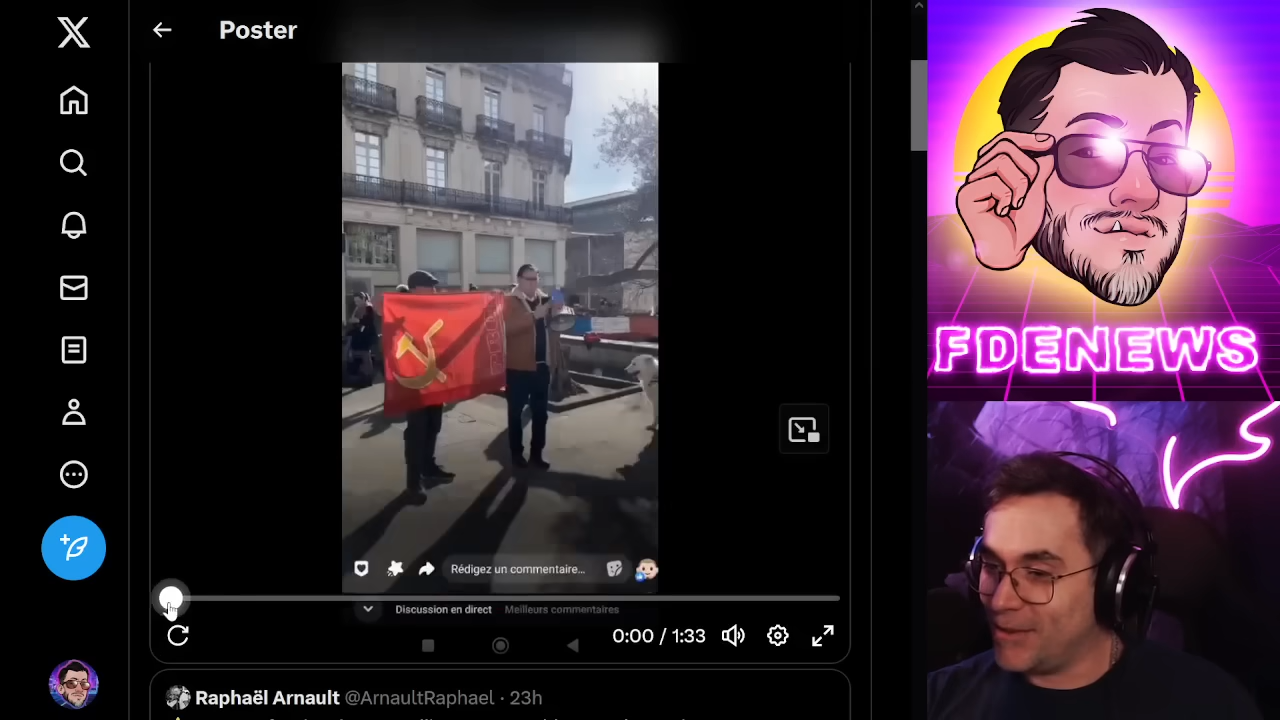 Poster
Rédigez un commentaire...
Discussion en direct Meilleurs commentaires
0:00 / 1:33
Raphaël Arnault @ArnaultRaphael · 23h
FDENEWS